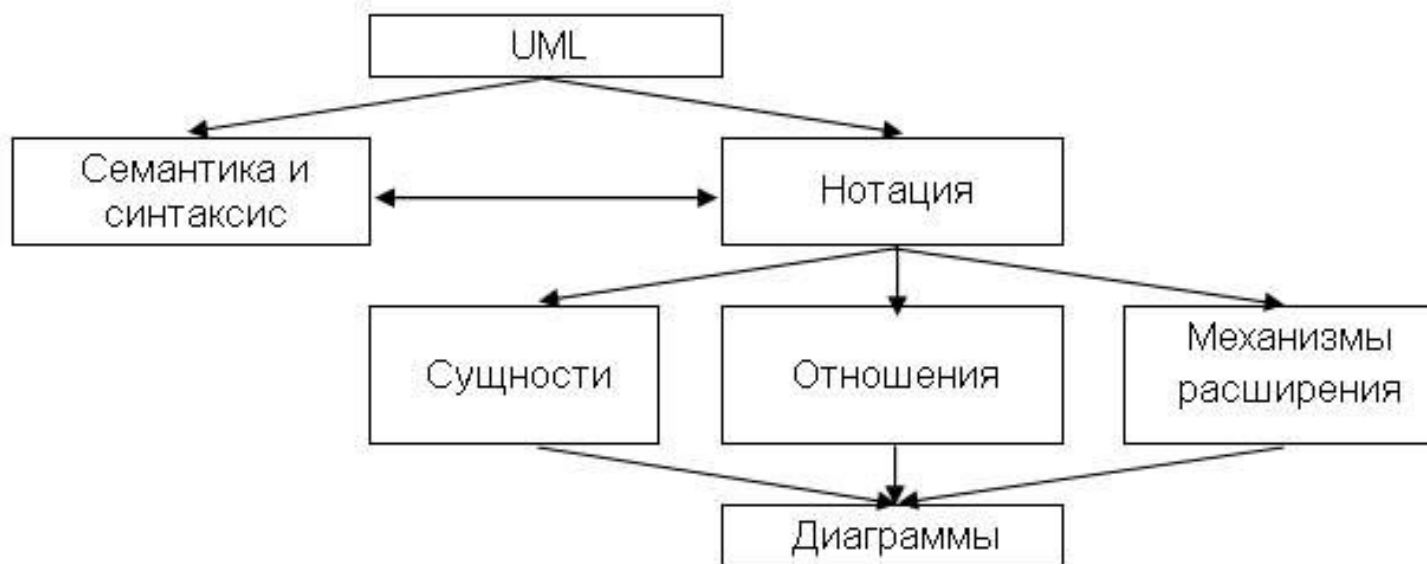 UML
Семантика и
синтаксис
Нотация
Сущности
Отношения
Механизмы
расширения
Диаграммы